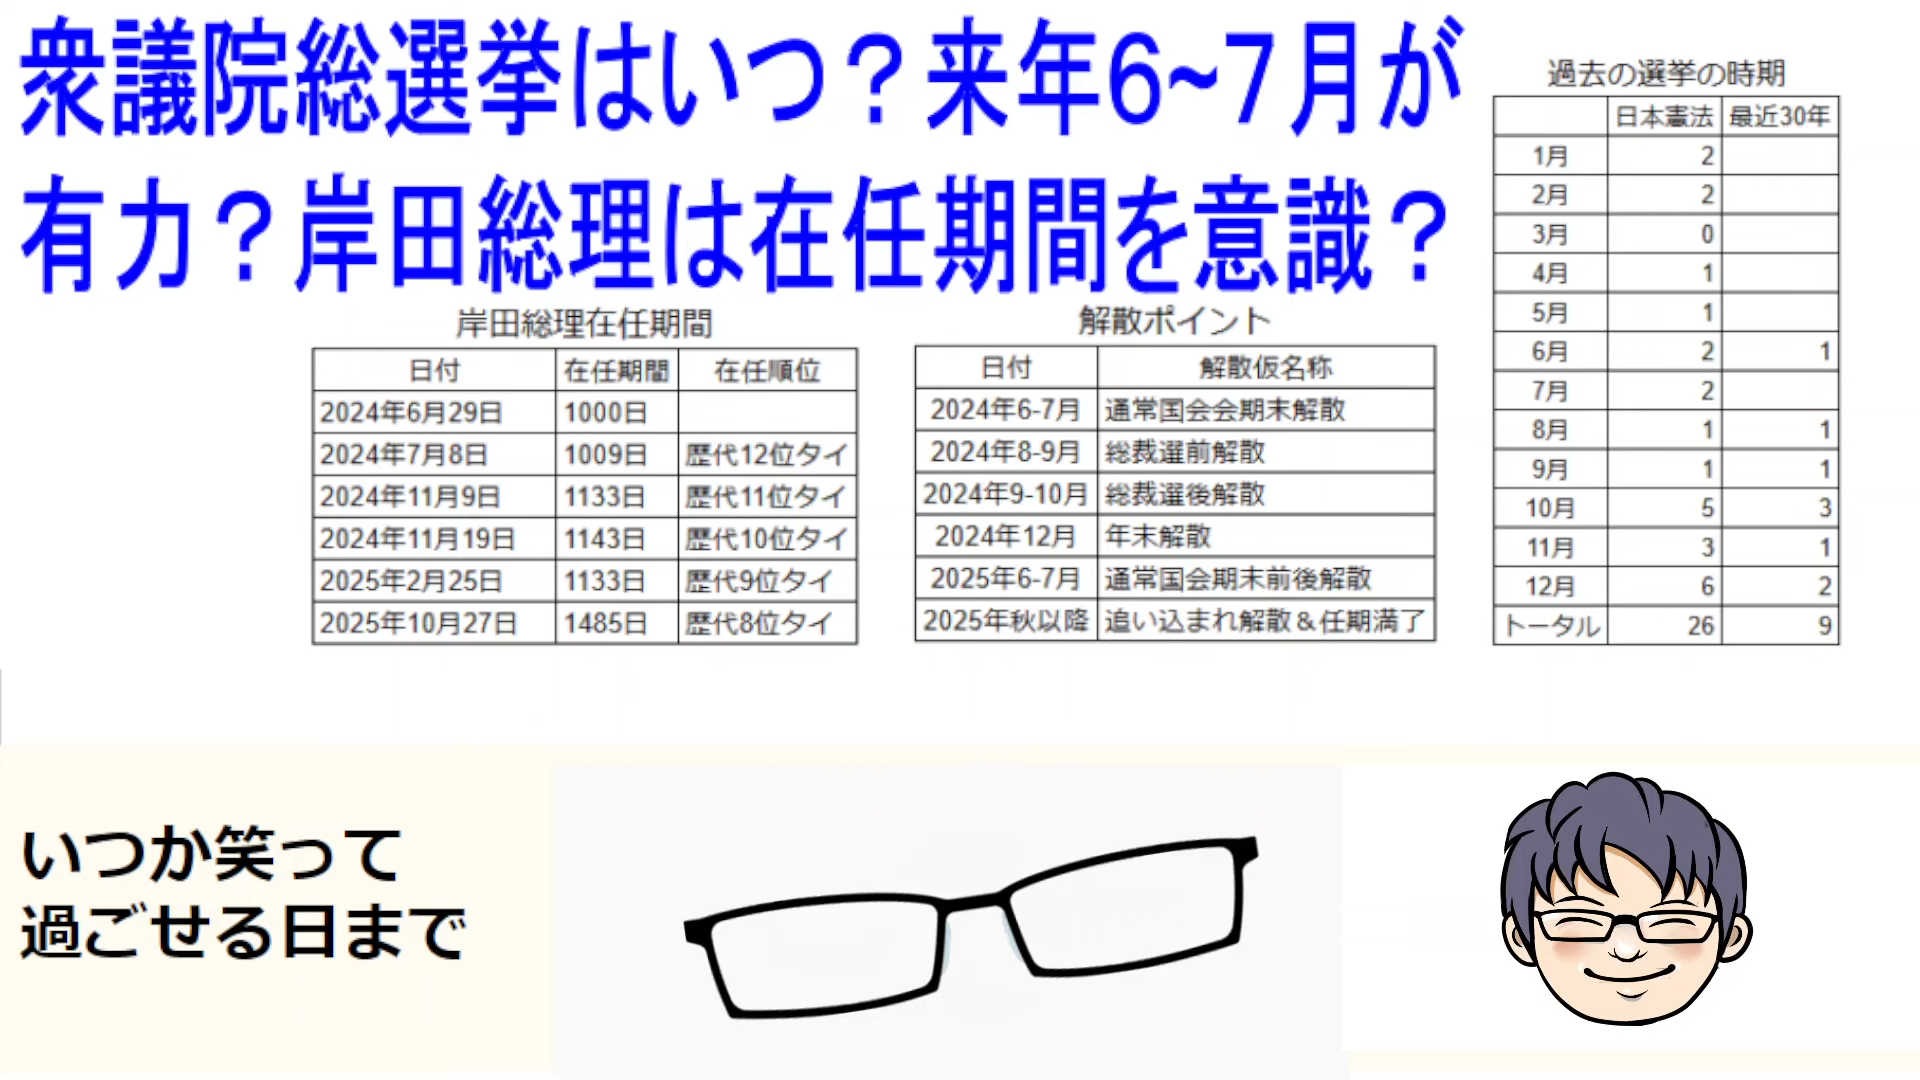 衆議院総選挙はいつ？来年6~7月が
有力？岸田総理は在任期間を意識？
岸田総理在任期間
日付 在任期間 在任順位
2024年6月29日 1000日
2024年7月8日 1009日 歴代12位タイ
2024年11月9日 1133日 歴代11位タイ
2024年11月19日 1143日 歴代10位タイ
2025年2月25日 1133日 歴代9位タイ
2025年10月27日 1485日 歴代8位タイ
解散ポイント
日付 解散仮名称
2024年6-7月 通常国会会期末解散
2024年8-9月 総裁選前解散
2024年9-10月 総裁選後解散
2024年12月 年末解散
2025年6-7月 通常国会期末前後解散
2025年秋以降 追い込まれ解散＆任期満了
過去の選挙の時期
日本憲法 最近30年
1月 2
2月 2
3月 0
4月 1
5月 1
6月 2 1
7月 2
8月 1 1
9月 1 1
10月 5 3
11月 3 1
12月 6 2
トータル 26 9
いつか笑って
過ごせる日まで